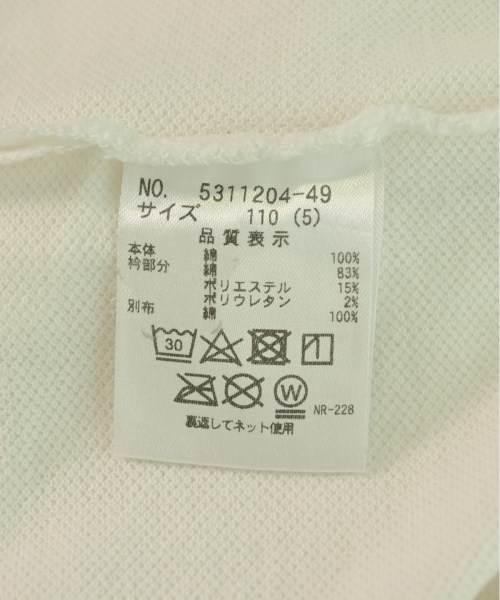 NO. 5311204-49
サイズ 110 (5)
品質表示
本体 綿 100%
衿部分 綿 83%
ポリエステル 15%
ポリウレタン 2%
別布 綿 100%
30
W
NR-228
裏返してネット使用